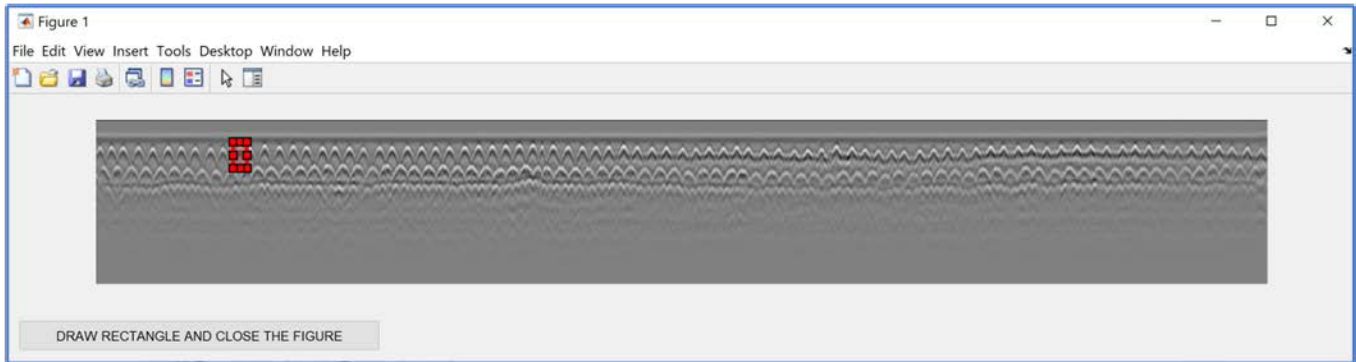 Figure 1
File Edit View Insert Tools Desktop Window Help
DRAW RECTANGLE AND CLOSE THE FIGURE